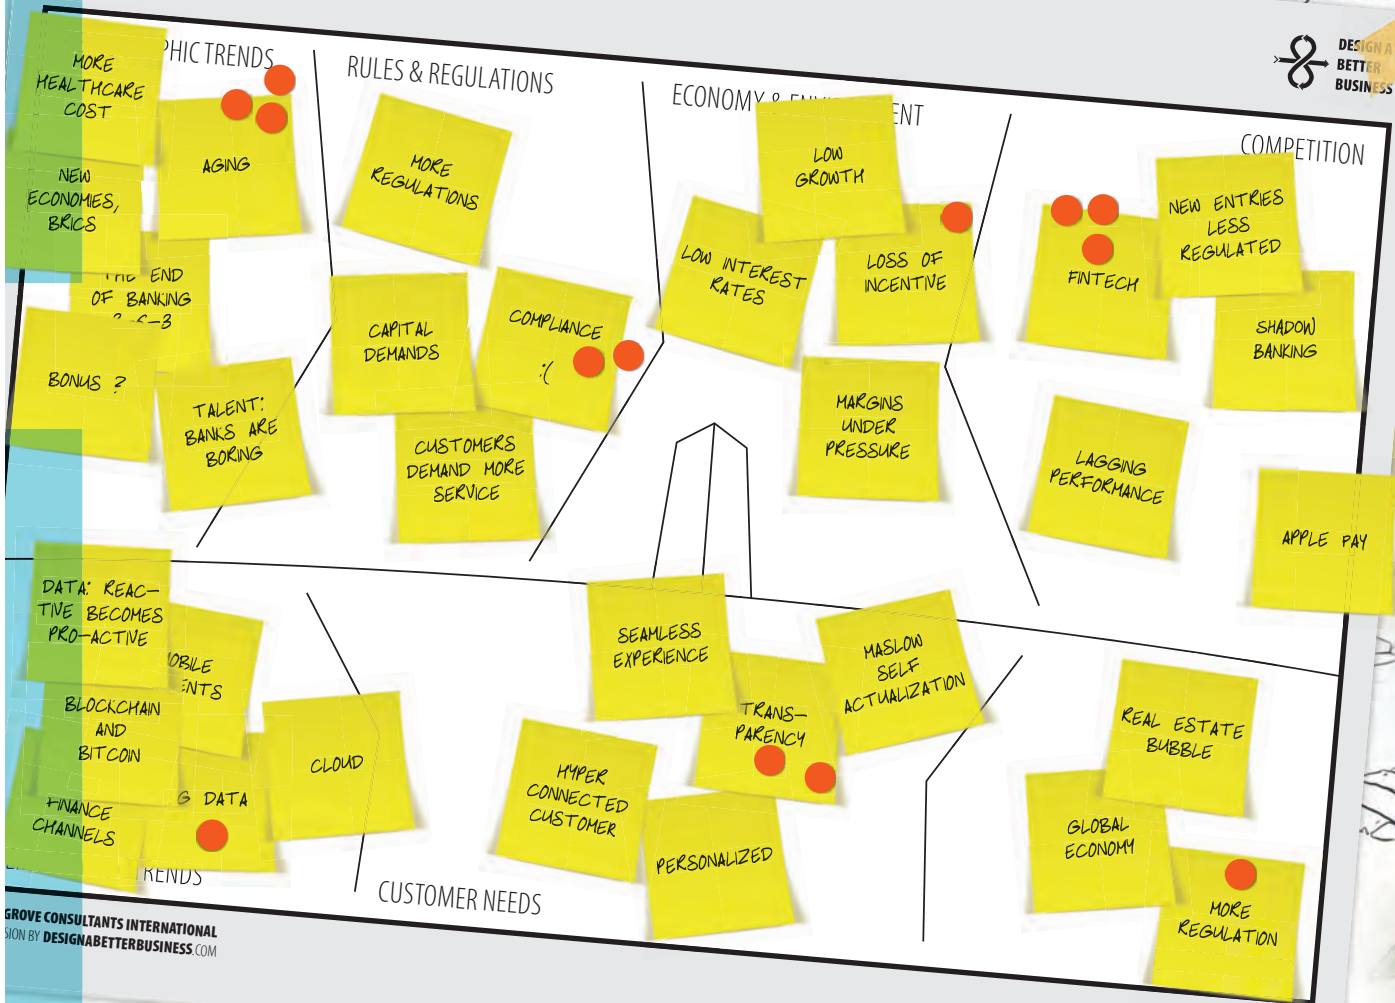 PHIC TRENDS
RULES & REGULATIONS
ECONOMY &
COMPETITION
DESIGN A
BETTER
BUSINESS
MORE
HEALTHCARE
COST
AGING
NEW
ECONOMIES,
BRICS
THE END
OF BANKING
3-6-3
BONUS ?
TALENT:
BANKS ARE
BORING
MORE
REGULATIONS
CAPITAL
DEMANDS
COMPLIANCE
:(
CUSTOMERS
DEMAND MORE
SERVICE
LOW
GROWTH
LOW INTEREST
RATES
LOSS OF
INCENTIVE
MARGINS
UNDER
PRESSURE
FINTECH
NEW ENTRIES
LESS
REGULATED
SHADOW
BANKING
LAGGING
PERFORMANCE
APPLE PAY
DATA: REAC-
TIVE BECOMES
PRO-ACTIVE
OBILE
ENTS
BLOCKCHAIN
AND
BITCOIN
CLOUD
G DATA
FINANCE
CHANNELS
RENDS
SEAMLESS
EXPERIENCE
TRANS-
PARENCY
MASLOW
SELF
ACTUALIZATION
HYPER
CONNECTED
CUSTOMER
PERSONALIZED
CUSTOMER NEEDS
REAL ESTATE
BUBBLE
GLOBAL
ECONOMY
MORE
REGULATION
GROVE CONSULTANTS INTERNATIONAL
SION BY DESIGNABETTERBUSINESS.COM